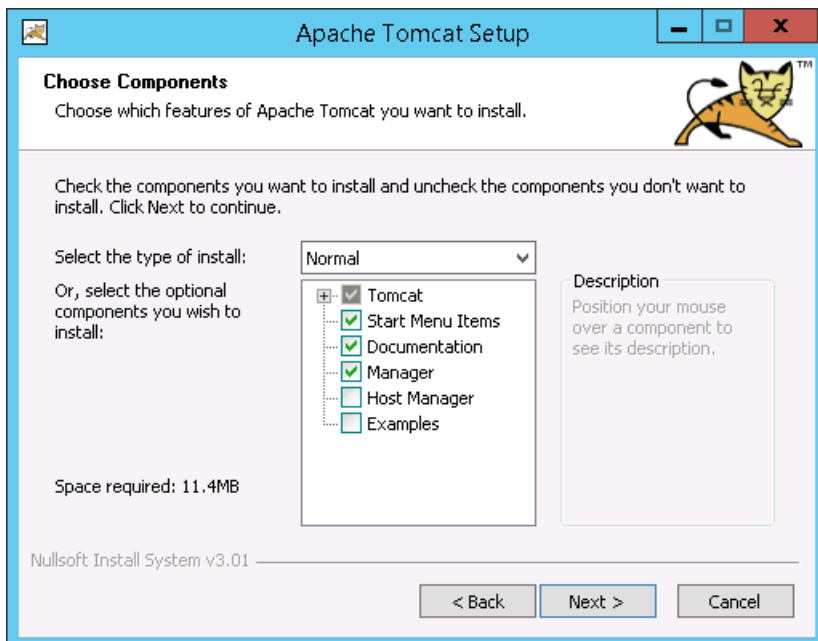 Apache Tomcat Setup
Choose Components
Choose which features of Apache Tomcat you want to install.
TM
Check the components you want to install and uncheck the components you don't want to
install. Click Next to continue.
Select the type of install:
Normal
Or, select the optional
components you wish to
install:
Tomcat
Start Menu Items
Documentation
Manager
Host Manager
Examples
Description
Position your mouse
over a component to
see its description.
Space required: 11.4MB
Nullsoft Install System v3.01
< Back
Next >
Cancel